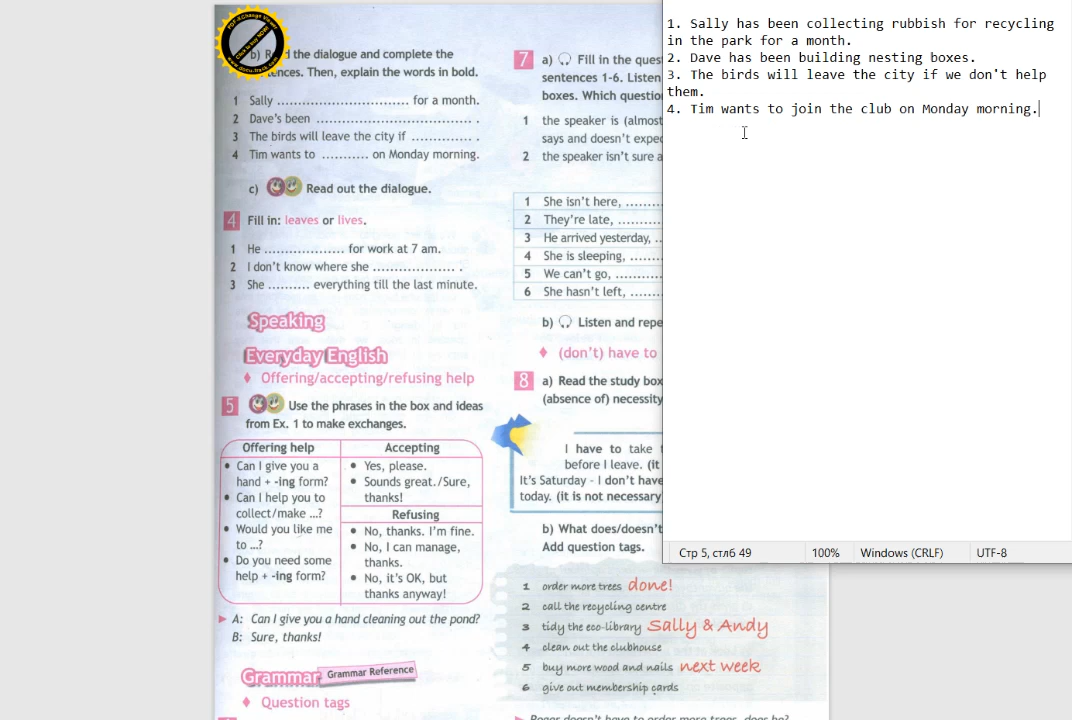 b) Read the dialogue and complete the
sentences. Then, explain the words in bold.
1 Sally .............................. for a month.
2 Dave's been ................................... .
3 The birds will leave the city if ............. .
4 Tim wants to ........... on Monday morning.
c) Read out the dialogue.
4 Fill in: leaves or lives.
1 He ................... for work at 7 am.
2 I don't know where she ................... .
3 She .......... everything till the last minute.
Speaking
Everyday English
♦ Offering/accepting/refusing help
5 Use the phrases in the box and ideas
from Ex. 1 to make exchanges.
Offering help
• Can I give you a
hand + -ing form?
• Can I help you to
collect/make ...?
• Would you like me
to ...?
• Do you need some
help + -ing form?
Accepting
• Yes, please.
• Sounds great./Sure,
thanks!
Refusing
• No, thanks. I'm fine.
• No, I can manage,
thanks.
• No, it's OK, but
thanks anyway!
► A: Can I give you a hand cleaning out the pond?
B: Sure, thanks!
Grammar Grammar Reference
♦ Question tags
7 a) Fill in the ques
sentences 1-6. Listen
boxes. Which questio
1 the speaker is (almost
says and doesn't expec
2 the speaker isn't sure a
1 She isn't here, .......
2 They're late, .........
3 He arrived yesterday, ..
4 She is sleeping, .......
5 We can't go, ...........
6 She hasn't left, .......
b) Listen and repe
♦ (don't) have to
8 a) Read the study box
(absence of) necessity
I have to take
before I leave. (it
It's Saturday - I don't have
today. (it is not necessary
b) What does/doesn't
Add question tags.
1 order more trees done!
2 call the recycling centre
3 tidy the eco-library Sally & Andy
4 clean out the clubhouse
5 buy more wood and nails next week
6 give out membership cards
► Roger doesn't have to order more trees, does he?
1. Sally has been collecting rubbish for recycling
in the park for a month.
2. Dave has been building nesting boxes.
3. The birds will leave the city if we don't help
them.
4. Tim wants to join the club on Monday morning.
Стр 5, стлб 49 100% Windows (CRLF) UTF-8